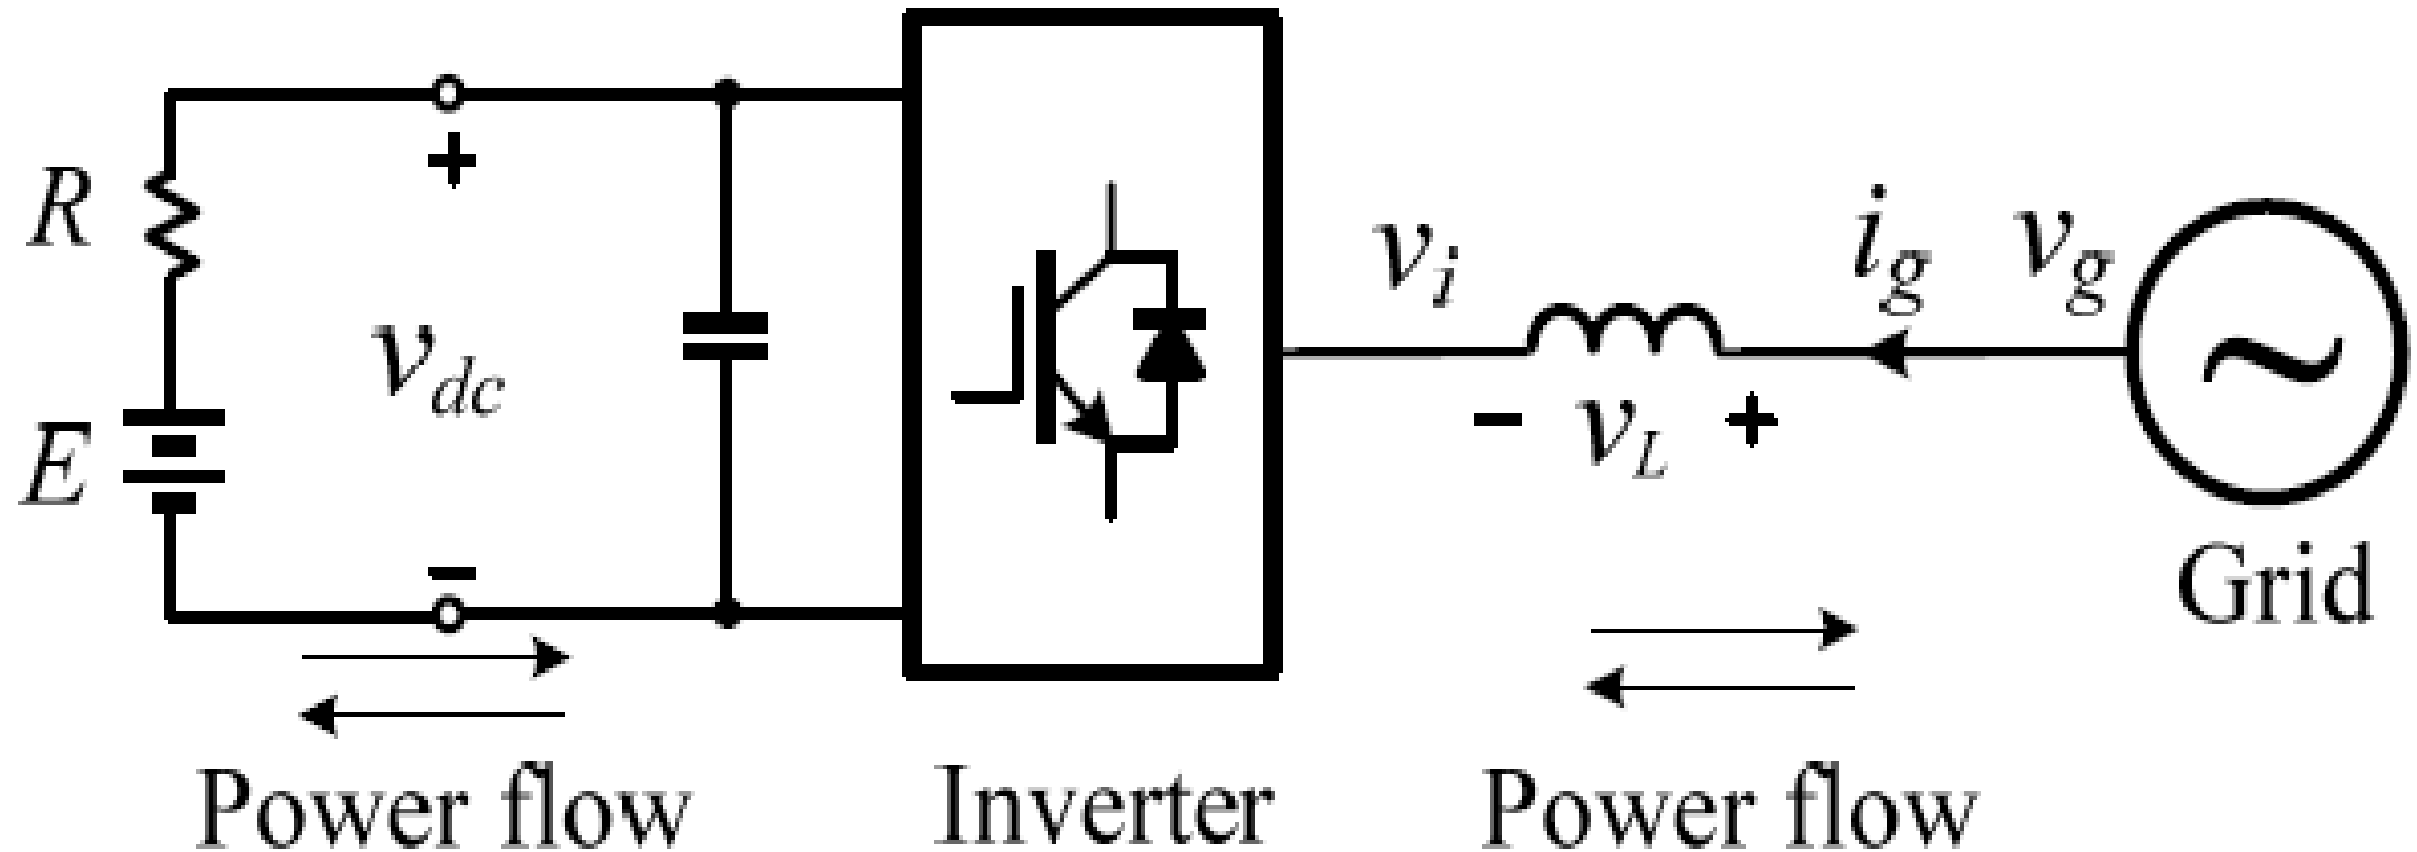 R
E
+
v_dc
−
v_i
i_g
v_g
~
− v_L +
Grid
Power flow
Inverter
Power flow